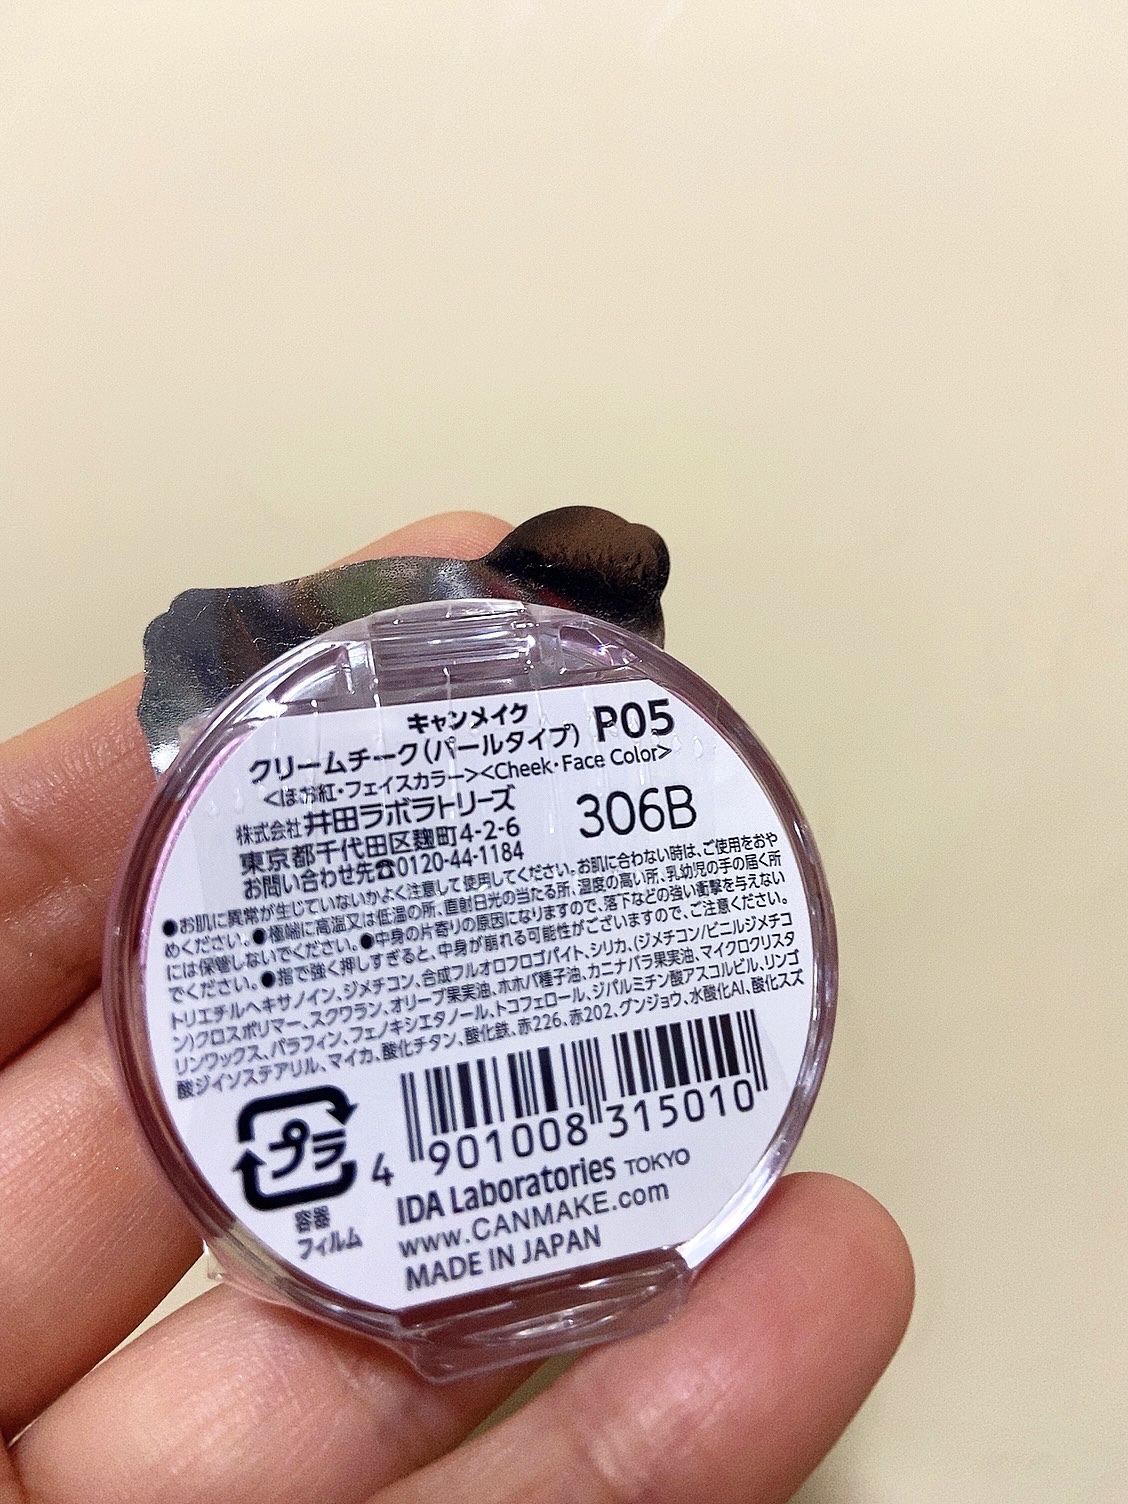 キャンメイク P05
クリームチーク(パールタイプ)
<ほお紅・フェイスカラー><Cheek・Face Color>
株式会社 井田ラボラトリーズ 306B
東京都千代田区麹町4-2-6
お問い合わせ先☎0120-44-1184
●お肌に異常が生じていないかよく注意して使用してください。お肌に合わない時は、ご使用をおや
めください。●極端に高温又は低温の所、直射日光の当たる所、湿度の高い所、乳幼児の手の届く所
には保管しないでください。●中身の片寄りの原因になりますので、落下などの強い衝撃を与えない
でください。●指で強く押しすぎると、中身が崩れる可能性がございますので、ご注意ください。
トリエチルヘキサノイン、ジメチコン、合成フルオロフロゴパイト、シリカ、(ジメチコン/ビニルジメチコ
ン)クロスポリマー、スクワラン、オリーブ果実油、ホホバ種子油、カニナバラ果実油、マイクロクリスタ
リンワックス、パラフィン、フェノキシエタノール、トコフェロール、ジパルミチン酸アスコルビル、リンゴ
酸ジイソステアリル、マイカ、酸化チタン、酸化鉄、赤226、赤202、グンジョウ、水酸化Al、酸化スズ
プラ
容器
フィルム
4 901008 315010
IDA Laboratories TOKYO
www.CANMAKE.com
MADE IN JAPAN